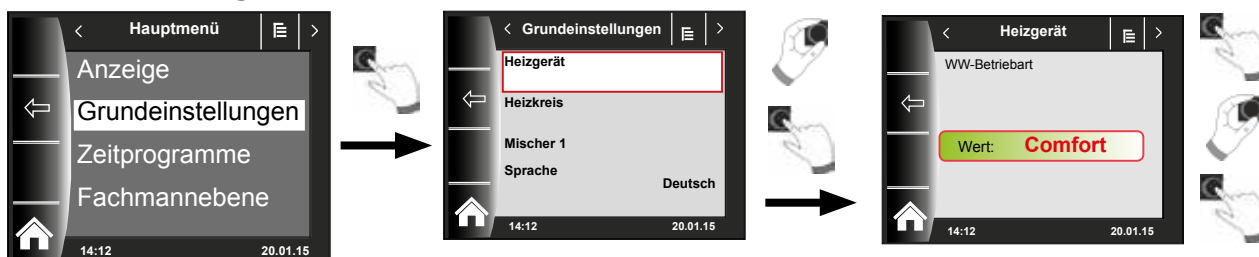 Hauptmenü
Anzeige
Grundeinstellungen
Zeitprogramme
Fachmannebene
14:12 20.01.15
Grundeinstellungen
Heizgerät
Heizkreis
Mischer 1
Sprache
Deutsch
14:12 20.01.15
Heizgerät
WW-Betriebart
Wert: Comfort
14:12 20.01.15